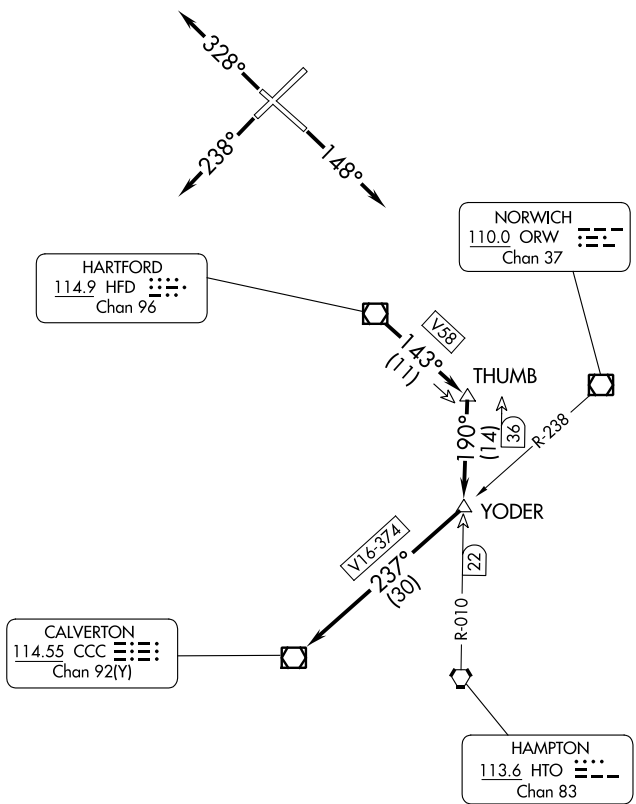 328°
238°
148°
NORWICH
110.0 ORW
Chan 37
HARTFORD
114.9 HFD
Chan 96
V58
143°
(11)
THUMB
190°
(14)
36
R-238
YODER
V16-374
237°
(30)
22
R-010
CALVERTON
114.55 CCC
Chan 92(Y)
HAMPTON
113.6 HTO
Chan 83